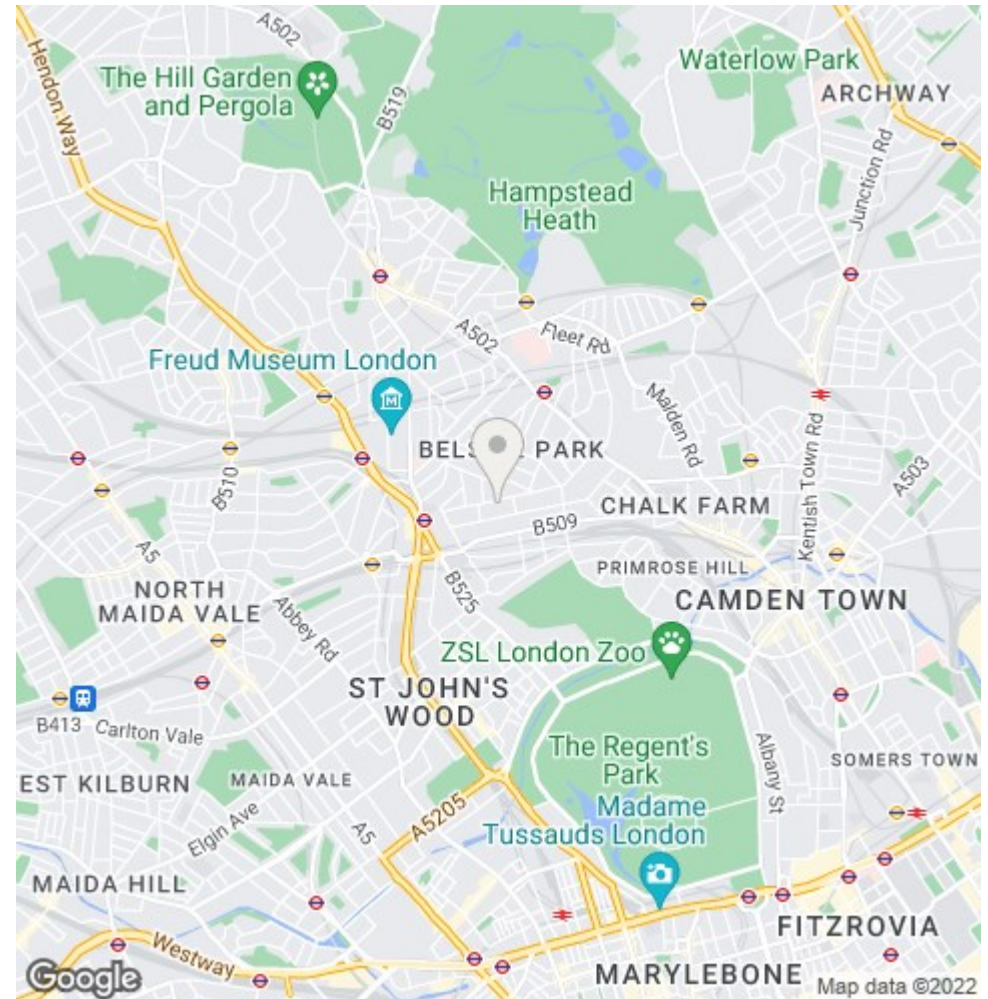 A502
Waterlow Park
Hendon Way
The Hill Garden
and Pergola
B519
ARCHWAY
Junction Rd
Hampstead
Heath
A502
Fleet Rd
Freud Museum London
Malden Rd
Kentish Town Rd
A503
B510
PARK
CHALK FARM
B509
A5
PRIMROSE HILL
NORTH
MAIDA VALE
B525
CAMDEN TOWN
Abbey Rd
ZSL London Zoo
ST JOHN'S
WOOD
B413
Carlton Vale
The Regent's
Park
Albany St
SOMERS TOWN
EST KILBURN
MAIDA VALE
Madame
Tussauds London
A5205
Elgin Ave
A5
MAIDA HILL
FITZROVIA
Westway
MARYLEBONE
Google
Map data ©2022